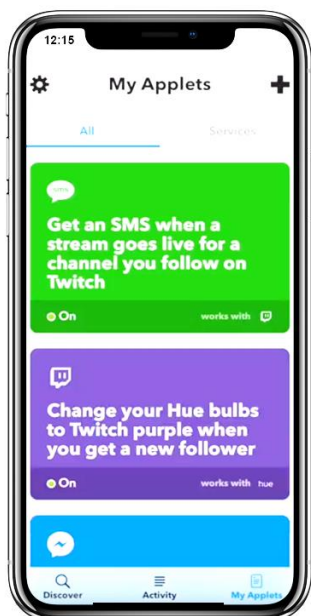 12:15
My Applets
All Services
SMS
Get an SMS when a
stream goes live for a
channel you follow on
Twitch
On works with
Change your Hue bulbs
to Twitch purple when
you get a new follower
On works with hue
Discover Activity My Applets